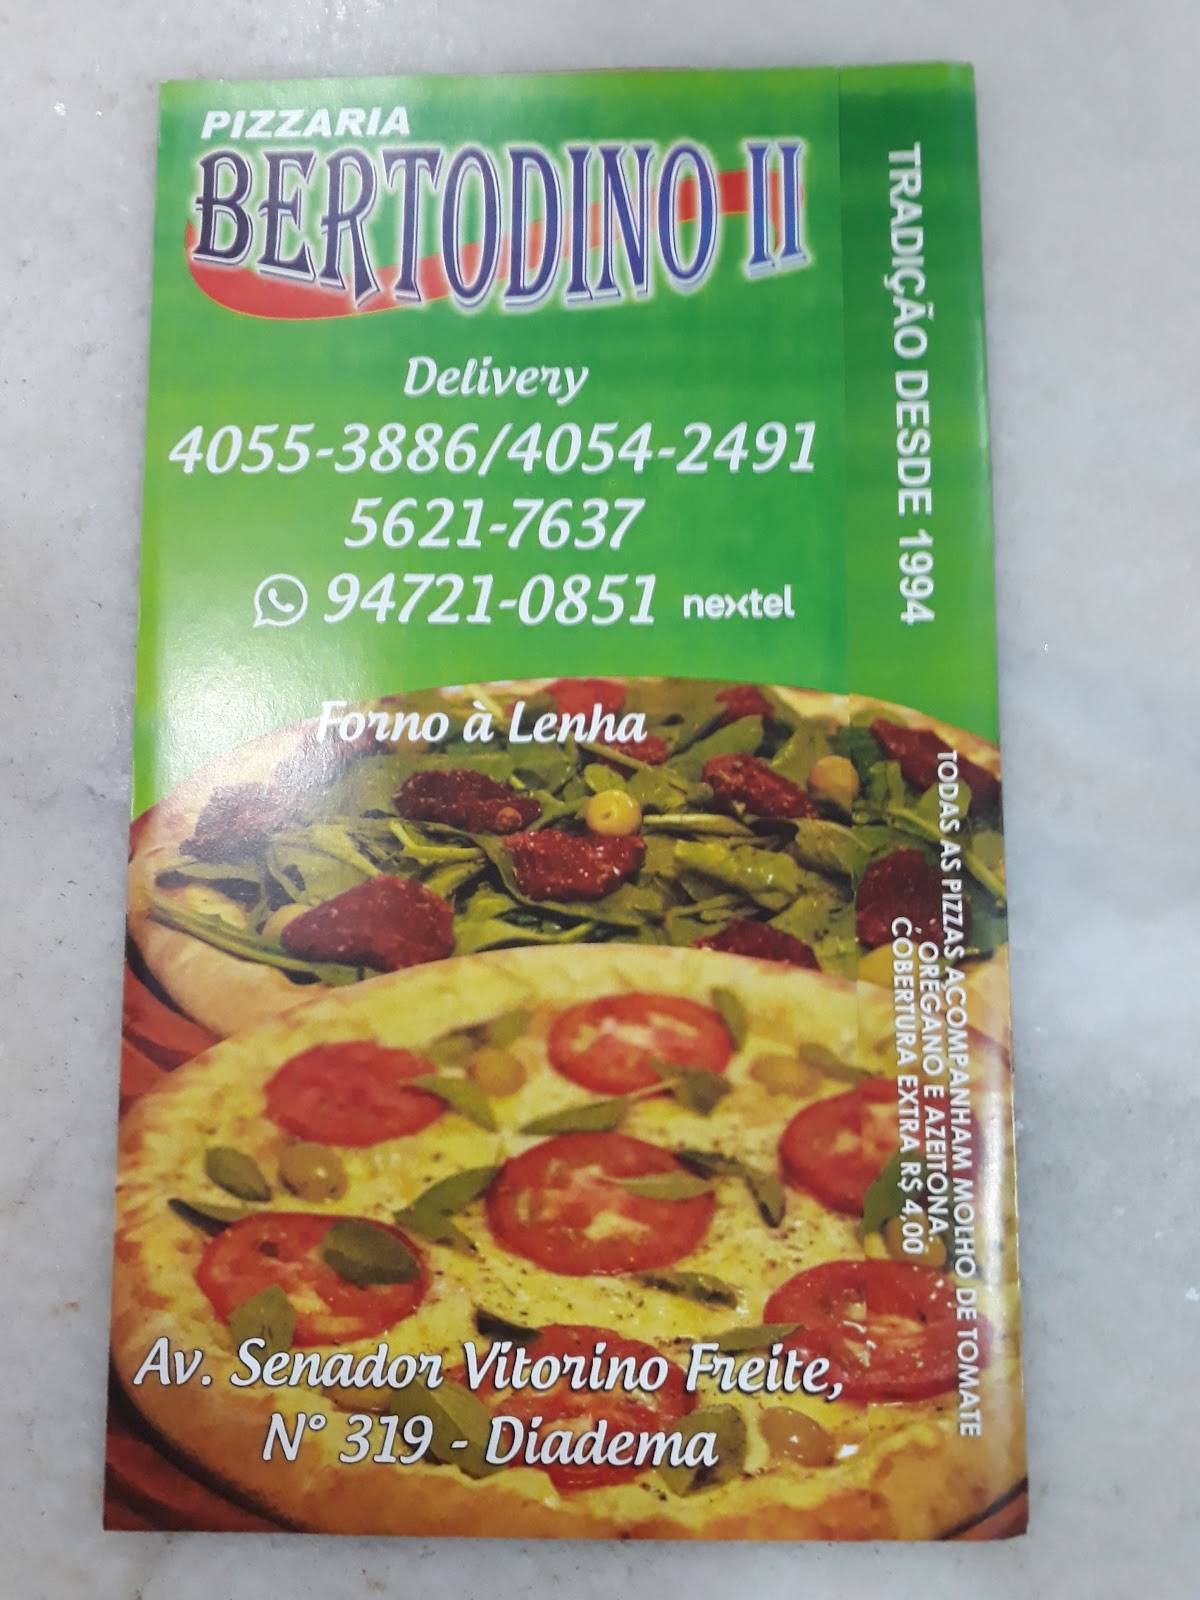 PIZZARIA
BERTODINO II
Delivery
4055-3886/4054-2491
5621-7637
94721-0851 nextel
Forno à Lenha
Av. Senador Vitorino Freite,
N° 319 - Diadema
TRADIÇÃO DESDE 1994
TODAS AS PIZZAS ACOMPANHAM MOLHO DE TOMATE
, ORÉGANO E AZEITONA.
COBERTURA EXTRA R$ 4,00